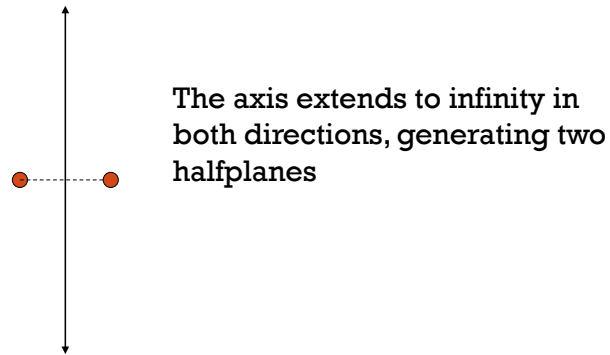 The axis extends to infinity in
both directions, generating two
halfplanes